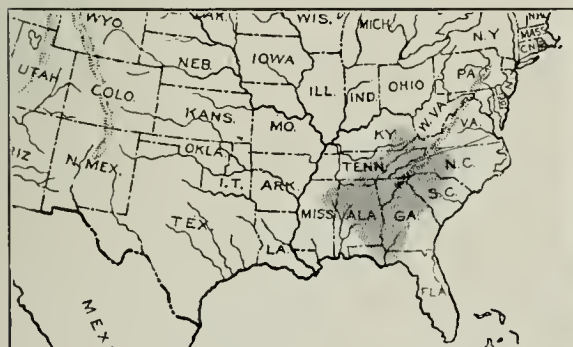 WYO.
WIS.
MICH.
N.Y.
MASS
UTAH
NEB.
IOWA
PA.
COLO.
ILL.
IND.
OHIO
KANS.
MO.
W.VA.
VA.
KY.
RIZ
N.MEX.
OKLA.
TENN.
N.C.
I.T.
ARK.
S.C.
TEX.
MISS.
ALA.
GA.
LA.
FLA.
MEX